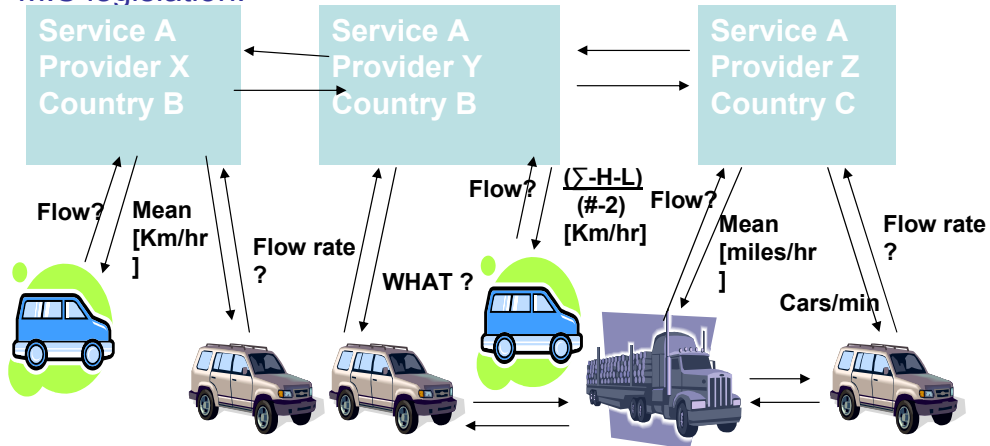 legislation.
Service A
Provider X
Country B
Service A
Provider Y
Country B
Service A
Provider Z
Country C
Flow?
Mean
[Km/hr
]
Flow rate
?
WHAT ?
Flow?
(∑-H-L)
(#-2)
[Km/hr]
Flow?
Mean
[miles/hr
]
Cars/min
Flow rate
?